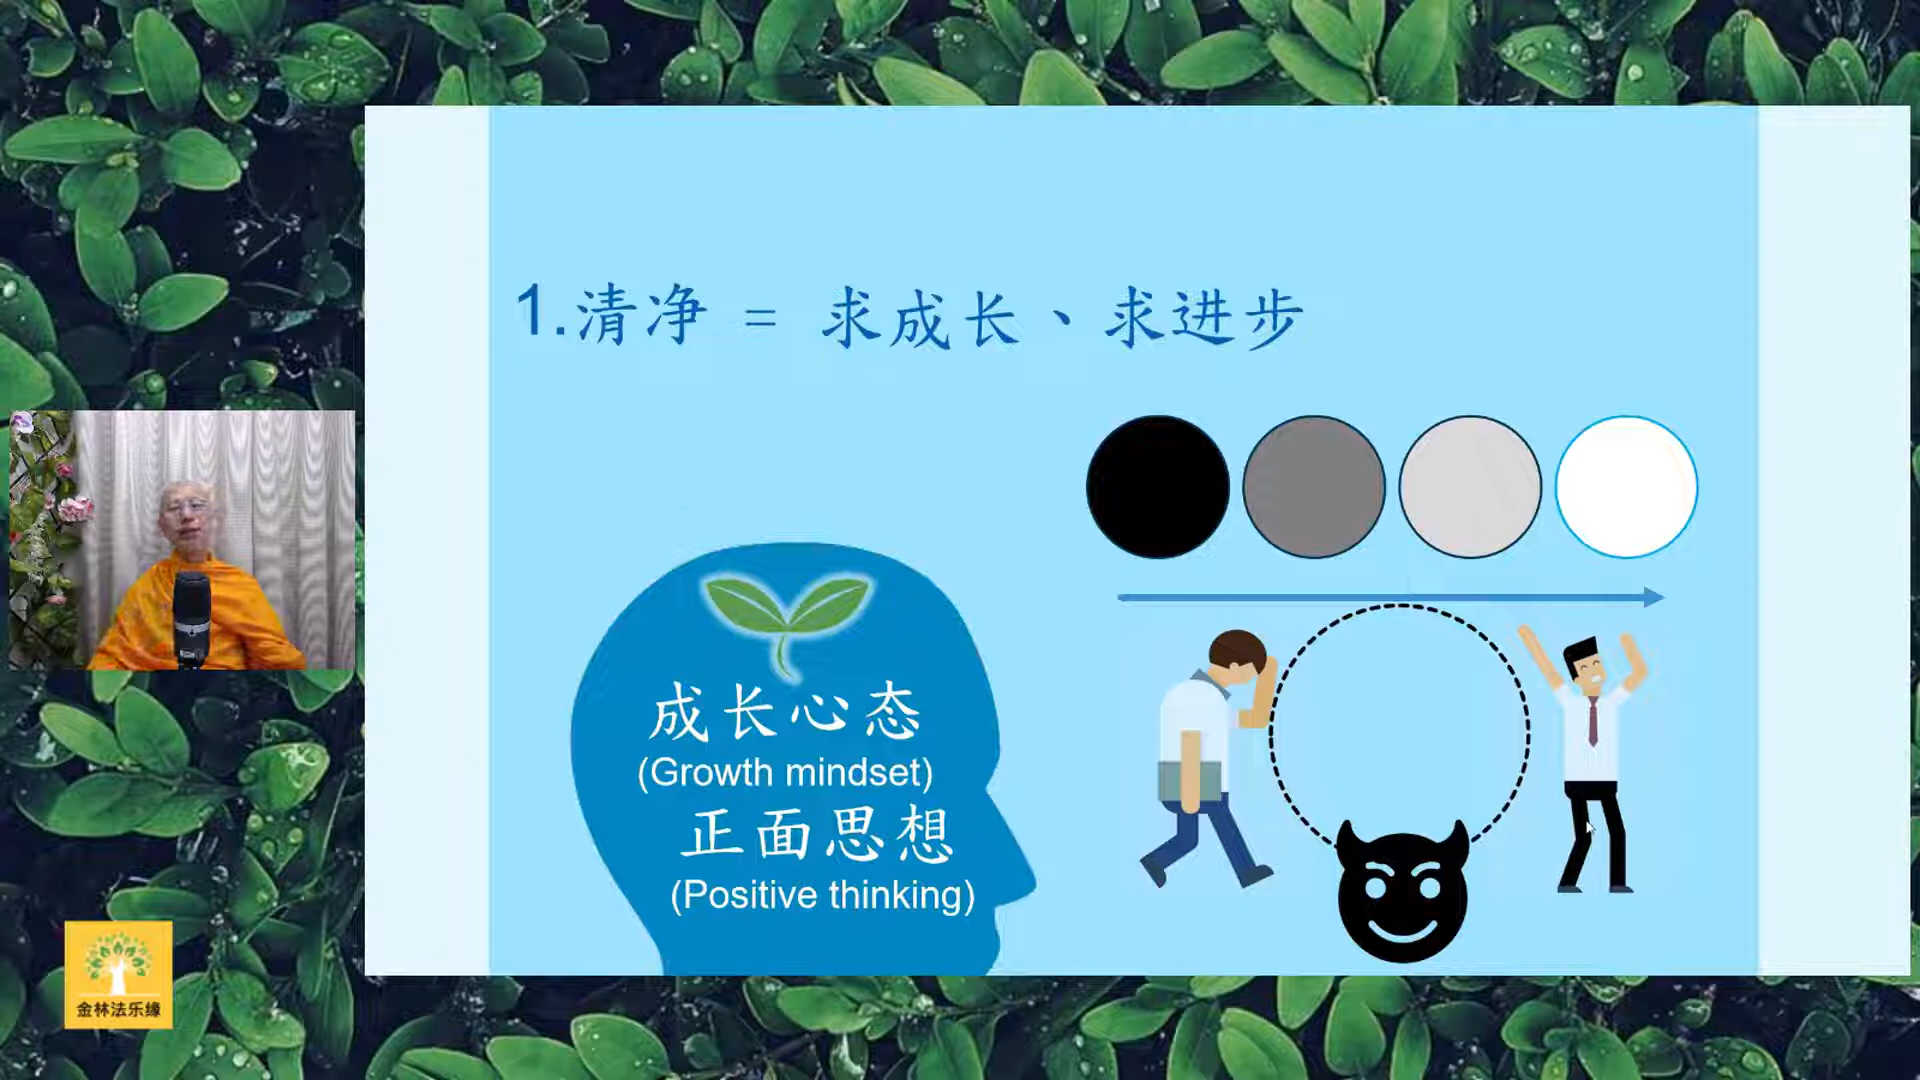 1.清净 = 求成长、求进步
成长心态
(Growth mindset)
正面思想
(Positive thinking)
金林法乐缘